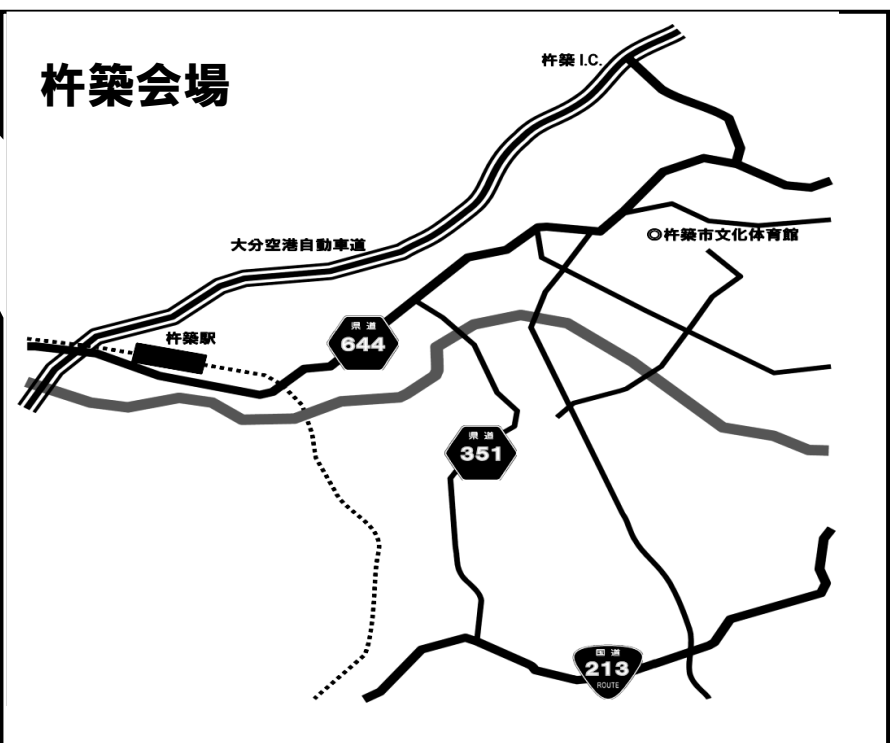 杵築会場
杵築 I.C.
◎杵築市文化体育館
大分空港自動車道
杵築駅
県道
644
県道
351
国道
213
ROUTE